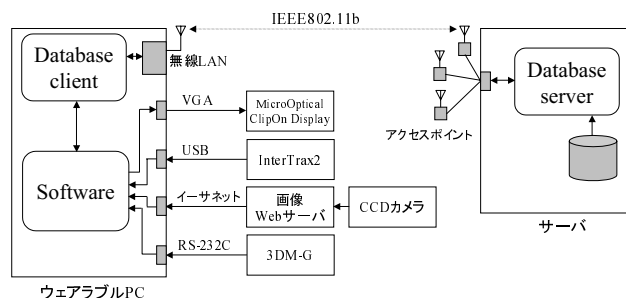 IEEE802.11b
Database
client
無線LAN
VGA
MicroOptical
ClipOn Display
USB
InterTrax2
Software
イーサネット
画像
Webサーバ
CCDカメラ
RS-232C
3DM-G
ウェアラブルPC
アクセスポイント
Database
server
サーバ